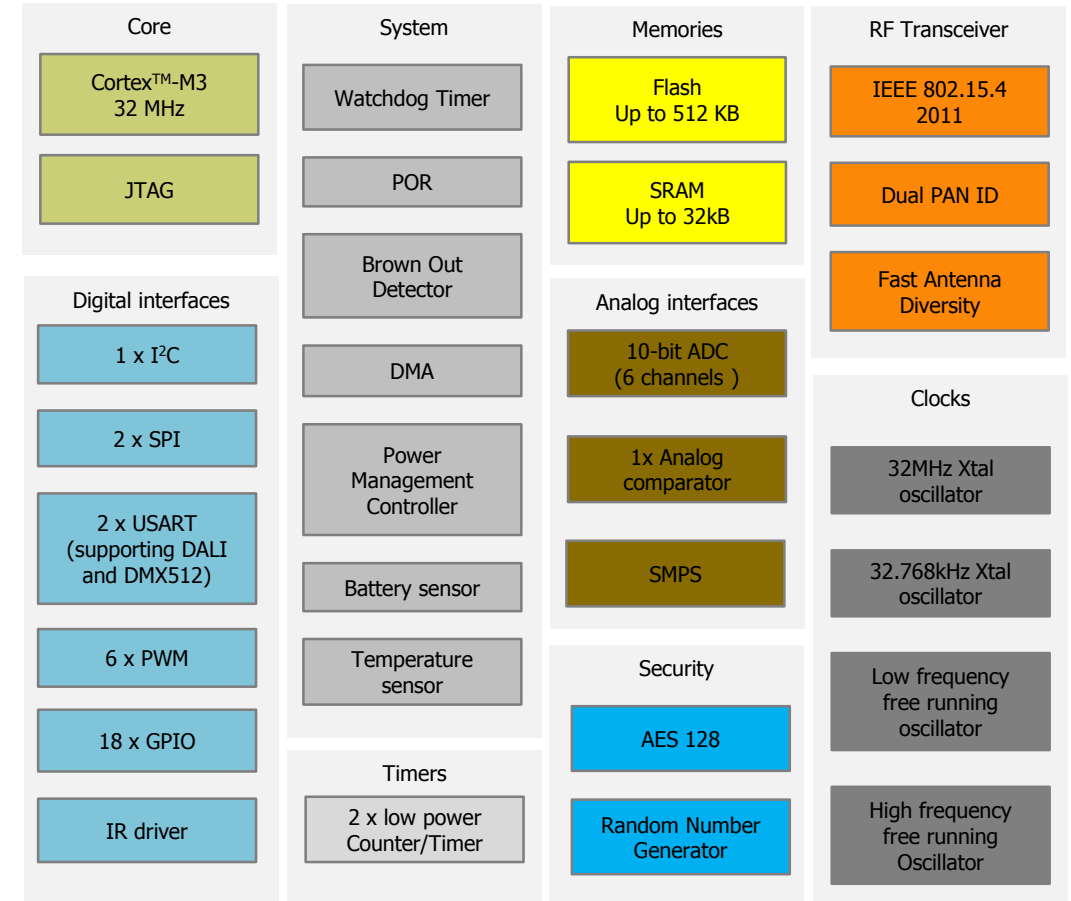 Core
Cortex™-M3
32 MHz
JTAG
Digital interfaces
1 x I²C
2 x SPI
2 x USART
(supporting DALI
and DMX512)
6 x PWM
18 x GPIO
IR driver
System
Watchdog Timer
POR
Brown Out
Detector
DMA
Power
Management
Controller
Battery sensor
Temperature
sensor
Timers
2 x low power
Counter/Timer
Memories
Flash
Up to 512 KB
SRAM
Up to 32kB
Analog interfaces
10-bit ADC
(6 channels )
1x Analog
comparator
SMPS
Security
AES 128
Random Number
Generator
RF Transceiver
IEEE 802.15.4
2011
Dual PAN ID
Fast Antenna
Diversity
Clocks
32MHz Xtal
oscillator
32.768kHz Xtal
oscillator
Low frequency
free running
oscillator
High frequency
free running
Oscillator